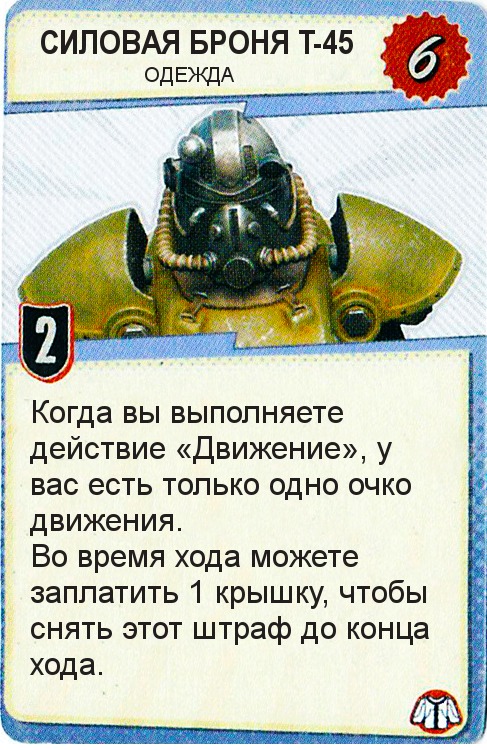 СИЛОВАЯ БРОНЯ Т-45
ОДЕЖДА
6
2
Когда вы выполняете
действие «Движение», у
вас есть только одно очко
движения.
Во время хода можете
заплатить 1 крышку, чтобы
снять этот штраф до конца
хода.